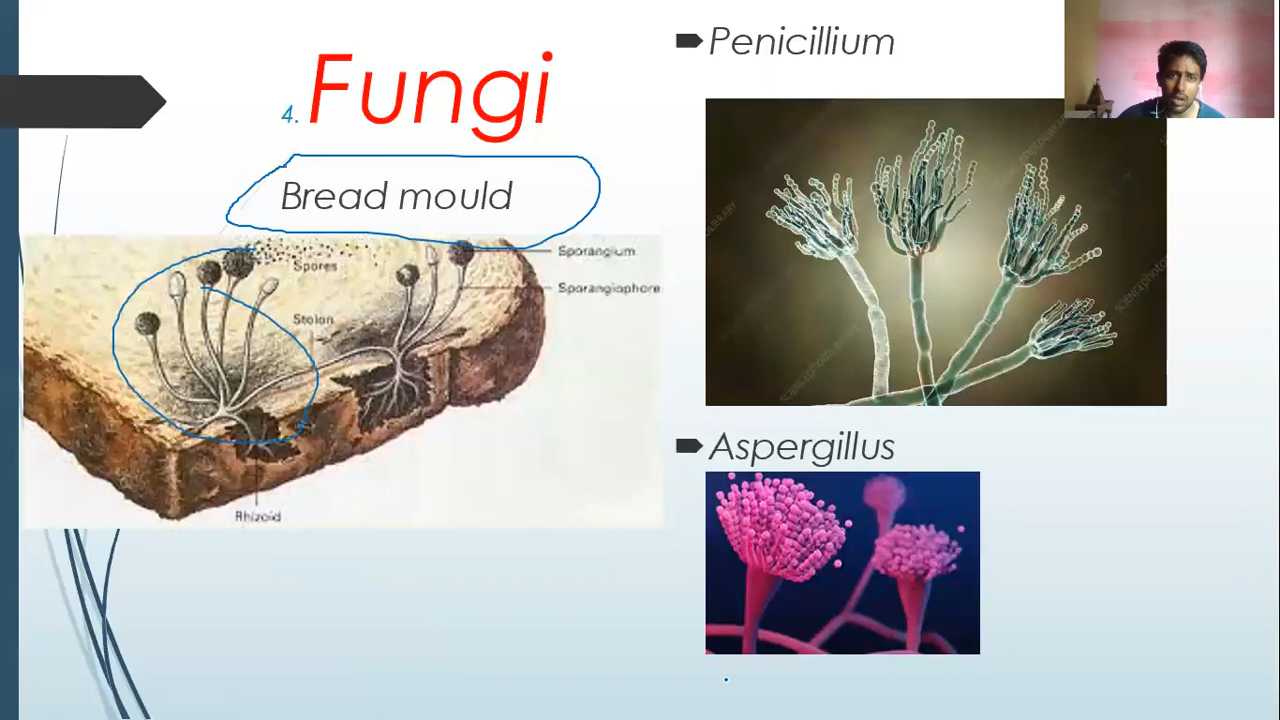 4. Fungi
Bread mould
Spores
Stolon
Sporangium
Sporangiophore
Rhizoid
Penicillium
Aspergillus